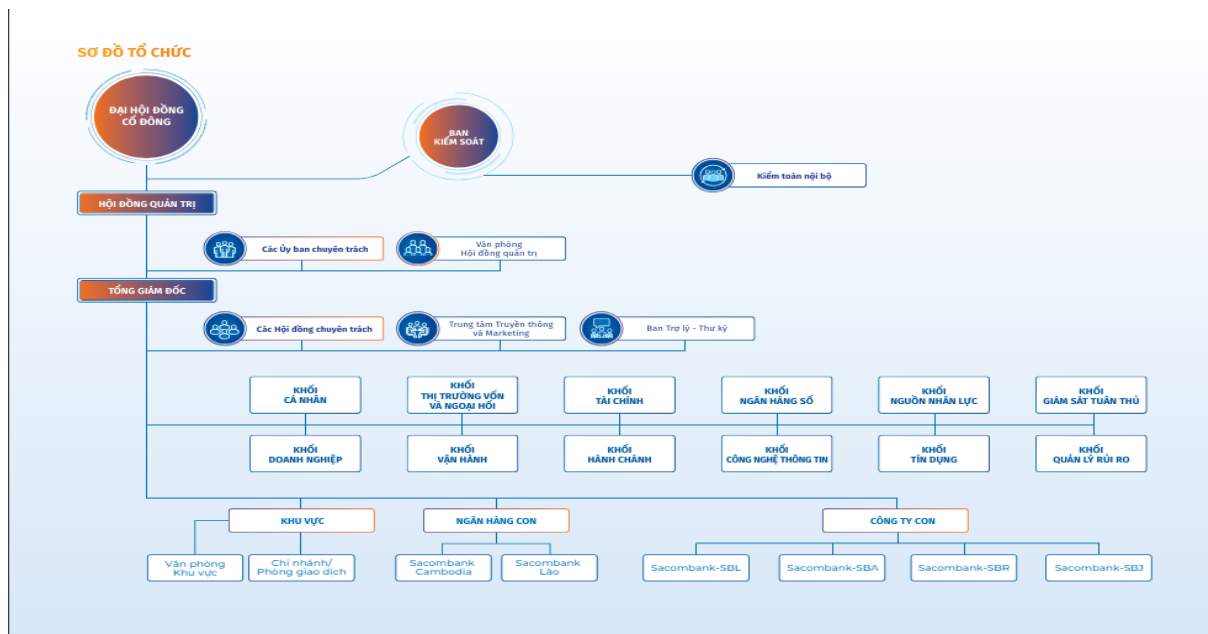 SƠ ĐỒ TỔ CHỨC
ĐẠI HỘI ĐỒNG
CỔ ĐÔNG
BAN
KIỂM SOÁT
Kiểm toán nội bộ
HỘI ĐỒNG QUẢN TRỊ
Các Ủy ban chuyên trách
Văn phòng
Hội đồng quản trị
TỔNG GIÁM ĐỐC
Các Hội đồng chuyên trách
Trung tâm Truyền thông
và Marketing
Ban Trợ lý - Thư ký
KHỐI
CÁ NHÂN
KHỐI
THỊ TRƯỜNG VỐN
VÀ NGOẠI HỐI
KHỐI
TÀI CHÍNH
KHỐI
NGÂN HÀNG SỐ
KHỐI
NGUỒN NHÂN LỰC
KHỐI
GIÁM SÁT TUÂN THỦ
KHỐI
DOANH NGHIỆP
KHỐI
VẬN HÀNH
KHỐI
HÀNH CHÁNH
KHỐI
CÔNG NGHỆ THÔNG TIN
KHỐI
TÍN DỤNG
KHỐI
QUẢN LÝ RỦI RO
KHU VỰC
NGÂN HÀNG CON
CÔNG TY CON
Văn phòng
Khu vực
Chi nhánh/
Phòng giao dịch
Sacombank
Cambodia
Sacombank
Lào
Sacombank-SBL
Sacombank-SBA
Sacombank-SBR
Sacombank-SBJ